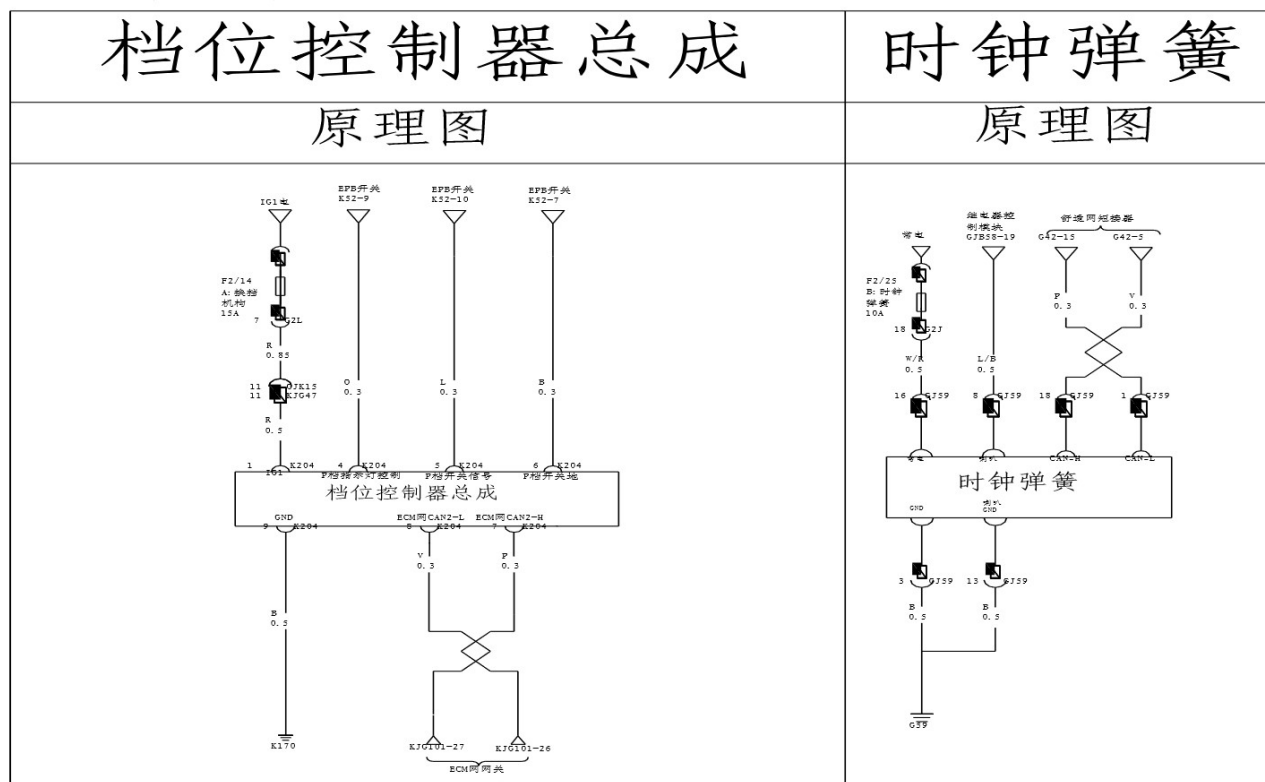 档位控制器总成
时钟弹簧
原理图
原理图
EPB开关
K52-9
EPB开关
K52-10
EPB开关
K52-7
IG1电
F2/14
A:换挡
机构
15A
7 G2L
R
0.85
11 GJK15
11 KJG47
R
0.5
O
0.3
L
0.3
B
0.3
1 K204
4 K204
5 K204
6 K204
IG1
P档指示灯控制
P档开关信号
P档开关地
档位控制器总成
GND
ECM网CAN2-L
ECM网CAN2-H
9 K204
8 K204
7 K204
V
0.3
P
0.3
B
0.5
K170
KJG101-27
KJG101-26
ECM网网关
常电
继电器控
制模块
GJB58-19
舒适网短接器
G42-15
G42-5
F2/25
B:时钟
弹簧
10A
18 G2J
W/R
0.5
L/B
0.5
P
0.3
V
0.3
16 GJ59
8 GJ59
18 GJ59
1 GJ59
常电
喇叭
CAN-H
CAN-L
时钟弹簧
GND
喇叭
GND
3 GJ59
13 GJ59
B
0.5
B
0.5
G59